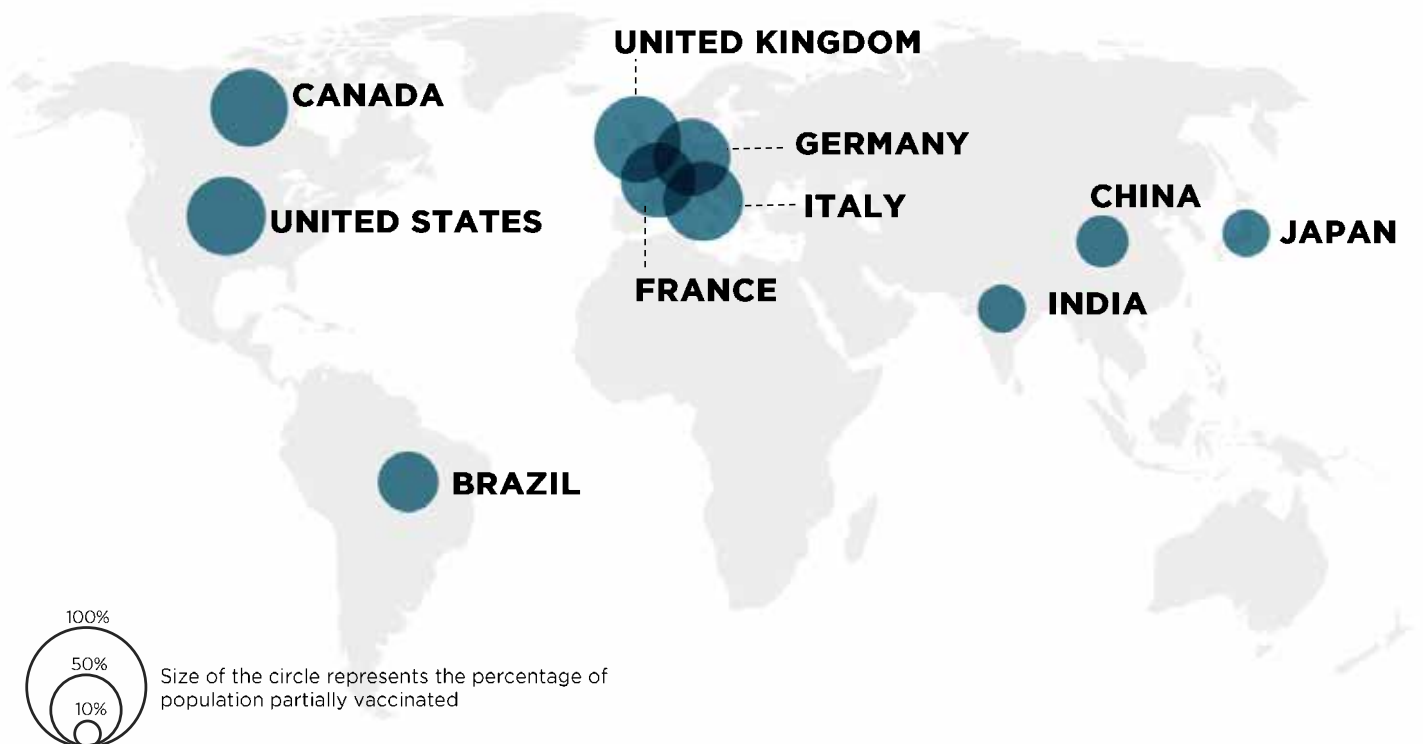 UNITED KINGDOM
CANADA
GERMANY
CHINA
ITALY
UNITED STATES
JAPAN
FRANCE
INDIA
BRAZIL
100%
50%
10%
Size of the circle represents the percentage of
population partially vaccinated